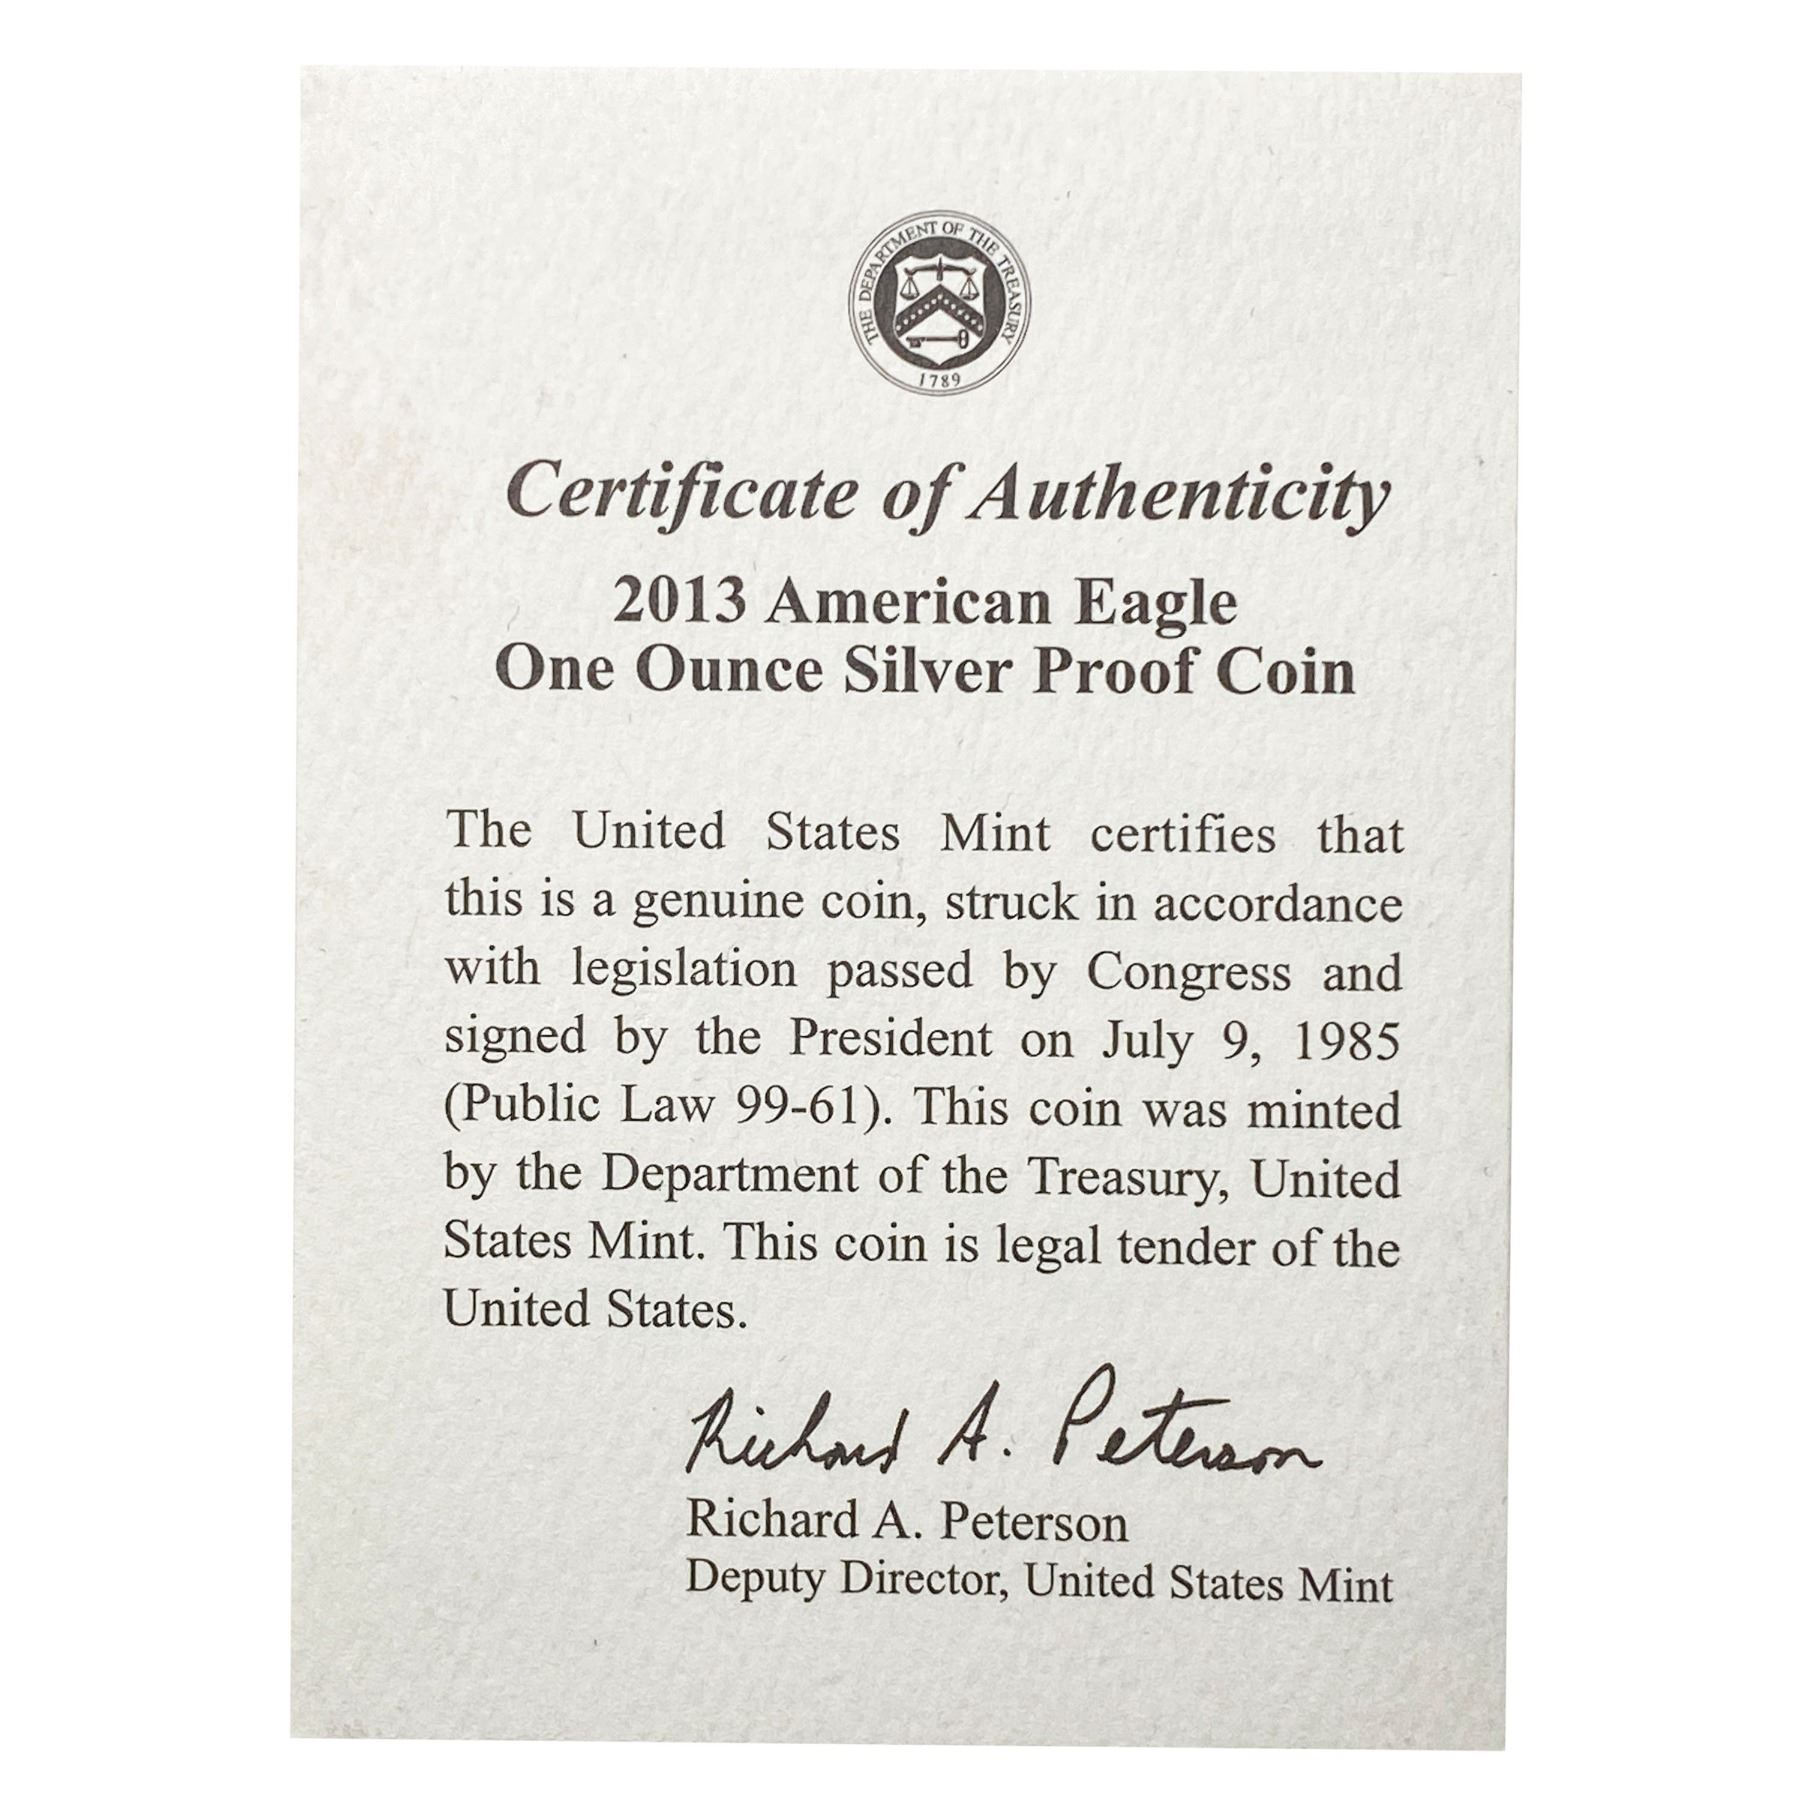 THE DEPARTMENT OF THE TREASURY
1789
Certificate of Authenticity
2013 American Eagle
One Ounce Silver Proof Coin
The United States Mint certifies that
this is a genuine coin, struck in accordance
with legislation passed by Congress and
signed by the President on July 9, 1985
(Public Law 99-61). This coin was minted
by the Department of the Treasury, United
States Mint. This coin is legal tender of the
United States.
Richard A. Peterson
Richard A. Peterson
Deputy Director, United States Mint